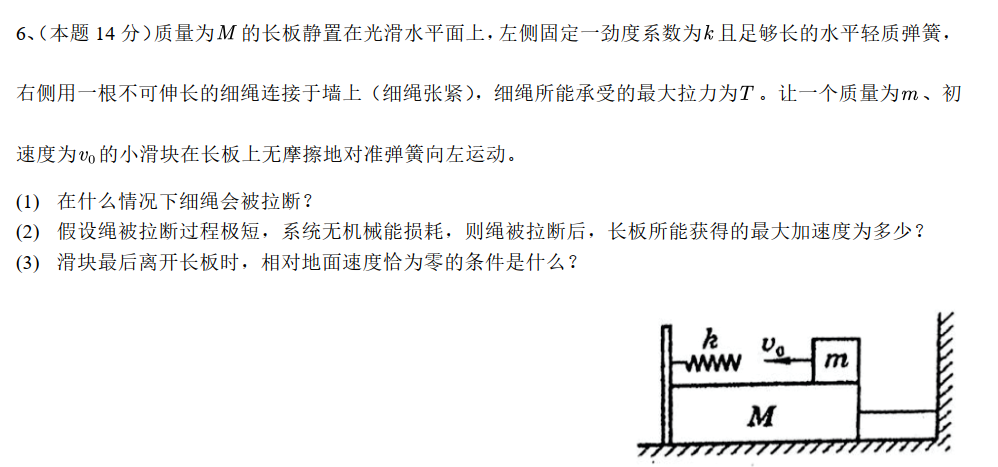 6、（本题 14 分）质量为M 的长板静置在光滑水平面上，左侧固定一劲度系数为k 且足够长的水平轻质弹簧，
右侧用一根不可伸长的细绳连接于墙上（细绳张紧），细绳所能承受的最大拉力为T 。让一个质量为m 、初
速度为v₀ 的小滑块在长板上无摩擦地对准弹簧向左运动。
(1) 在什么情况下细绳会被拉断？
(2) 假设绳被拉断过程极短，系统无机械能损耗，则绳被拉断后，长板所能获得的最大加速度为多少？
(3) 滑块最后离开长板时，相对地面速度恰为零的条件是什么？
k
v₀
m
M